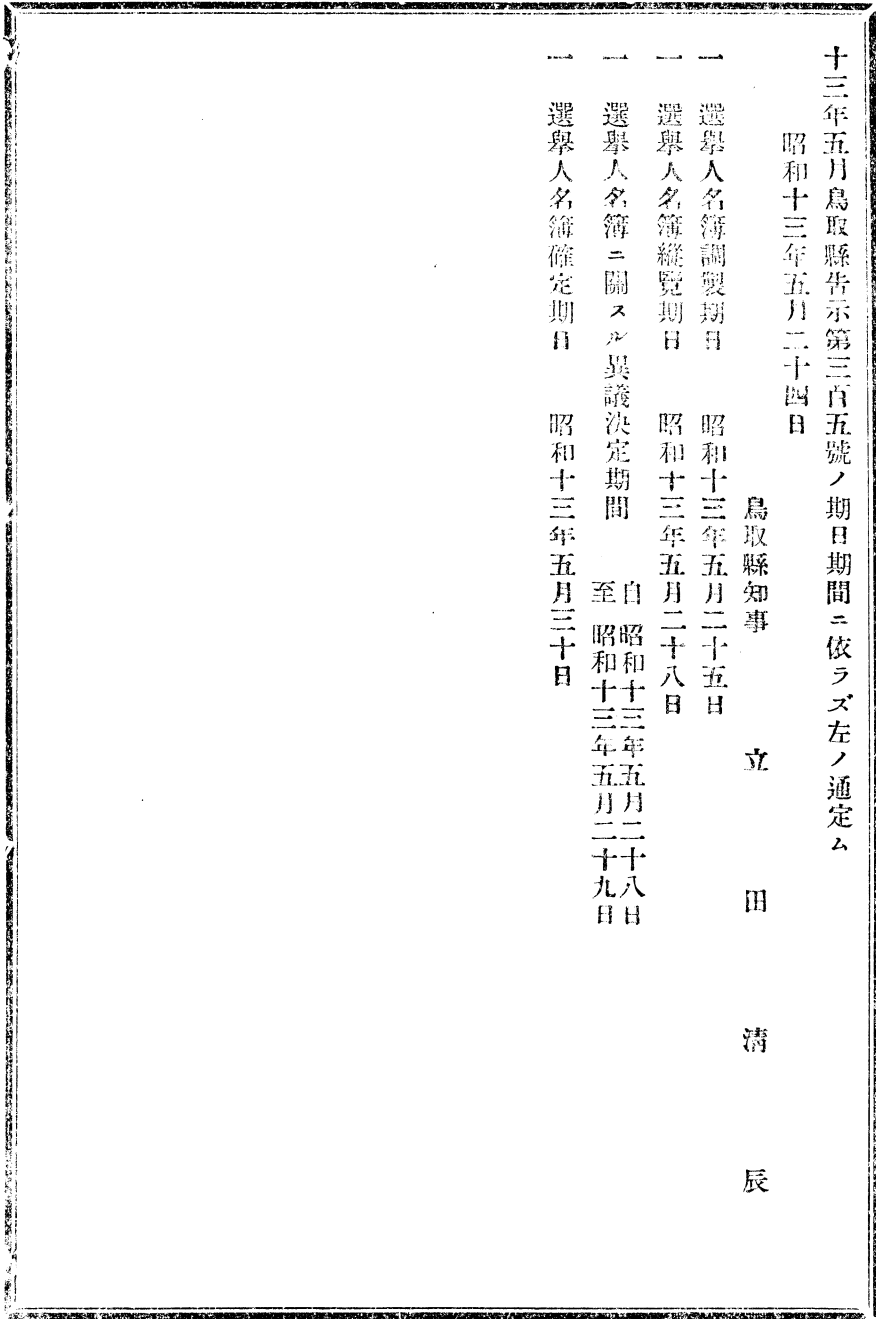 十三年五月鳥取縣告示第三百五號ノ期日期間ニ依ラズ左ノ通定ム
昭和十三年五月二十四日
鳥取縣知事 立田清辰
一 選擧人名簿調製期日 昭和十三年五月二十五日
一 選擧人名簿縱覽期日 昭和十三年五月二十八日
一 選擧人名簿ニ關スル異議決定期間 自 昭和十三年五月二十八日
至 昭和十三年五月二十九日
一 選擧人名簿確定期日 昭和十三年五月三十日